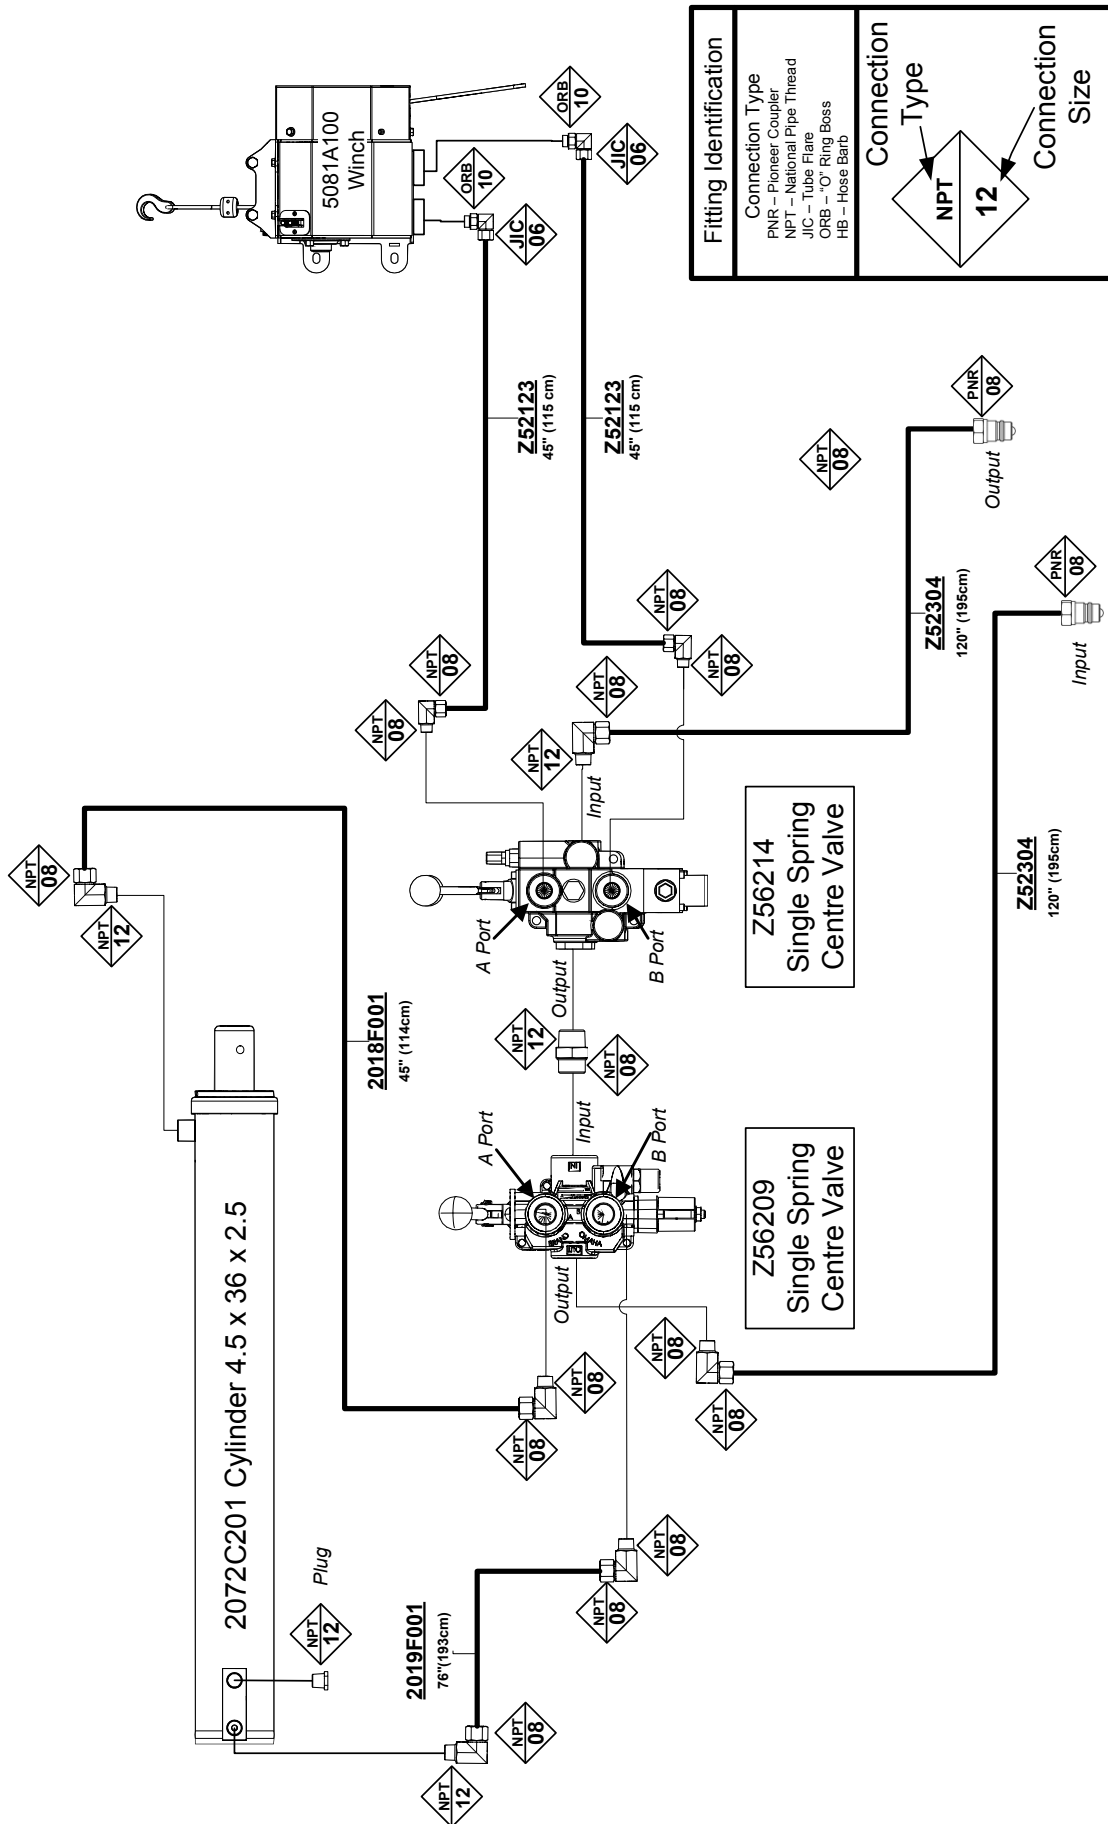 2072C201 Cylinder 4.5 x 36 x 2.5
NPT
12
Plug
NPT
12
NPT
08
2019F001
76"(193cm)
NPT
08
NPT
08
NPT
12
NPT
08
2018F001
45" (114cm)
NPT
08
NPT
08
A Port
B Port
Input
Output
IN
OUT
Z56209
Single Spring
Centre Valve
NPT
12
NPT
08
A Port
B Port
Output
Input
Z56214
Single Spring
Centre Valve
NPT
08
NPT
08
Z52123
45" (115 cm)
JIC
06
ORB
10
5081A100
Winch
NPT
08
NPT
08
Z52123
45" (115 cm)
JIC
06
ORB
10
NPT
12
NPT
08
Z52304
120" (195cm)
NPT
08
PNR
08
Output
NPT
08
NPT
08
Z52304
120" (195cm)
PNR
08
Input
Fitting Identification
Connection Type
PNR – Pioneer Coupler
NPT – National Pipe Thread
JIC – Tube Flare
ORB – "O" Ring Boss
HB – Hose Barb
Connection
Type
NPT
12
Connection
Size